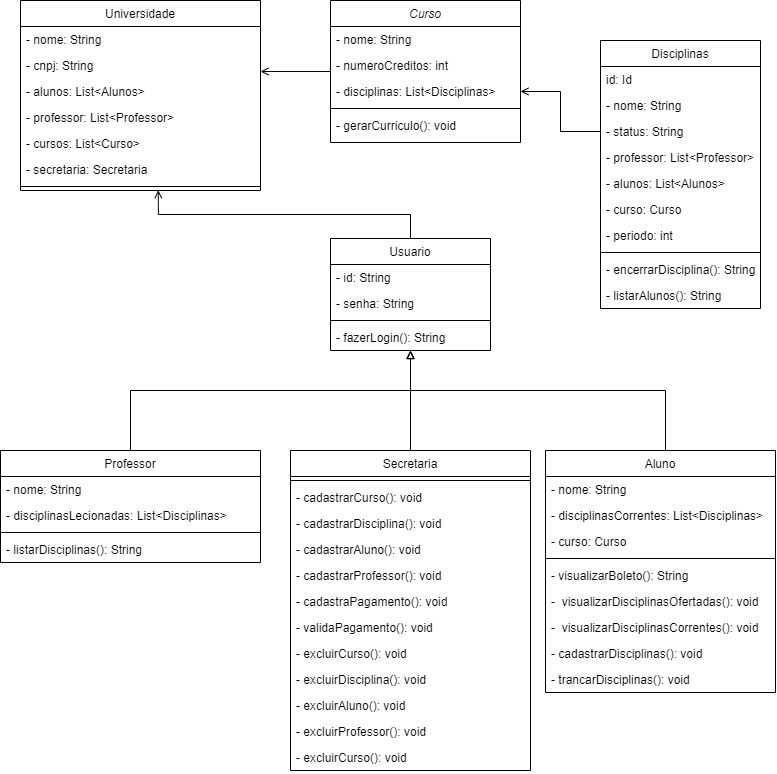 Universidade
- nome: String
- cnpj: String
- alunos: List<Alunos>
- professor: List<Professor>
- cursos: List<Curso>
- secretaria: Secretaria
Curso
- nome: String
- numeroCreditos: int
- disciplinas: List<Disciplinas>
- gerarCurriculo(): void
Disciplinas
id: Id
- nome: String
- status: String
- professor: List<Professor>
- alunos: List<Alunos>
- curso: Curso
- periodo: int
- encerrarDisciplina(): String
- listarAlunos(): String
Usuario
- id: String
- senha: String
- fazerLogin(): String
Professor
- nome: String
- disciplinasLecionadas: List<Disciplinas>
- listarDisciplinas(): String
Secretaria
- cadastrarCurso(): void
- cadastrarDisciplina(): void
- cadastrarAluno(): void
- cadastrarProfessor(): void
- cadastraPagamento(): void
- validaPagamento(): void
- excluirCurso(): void
- excluirDisciplina(): void
- excluirAluno(): void
- excluirProfessor(): void
- excluirCurso(): void
Aluno
- nome: String
- disciplinasCorrentes: List<Disciplinas>
- curso: Curso
- visualizarBoleto(): String
- visualizarDisciplinasOfertadas(): void
- visualizarDisciplinasCorrentes(): void
- cadastrarDisciplinas(): void
- trancarDisciplinas(): void